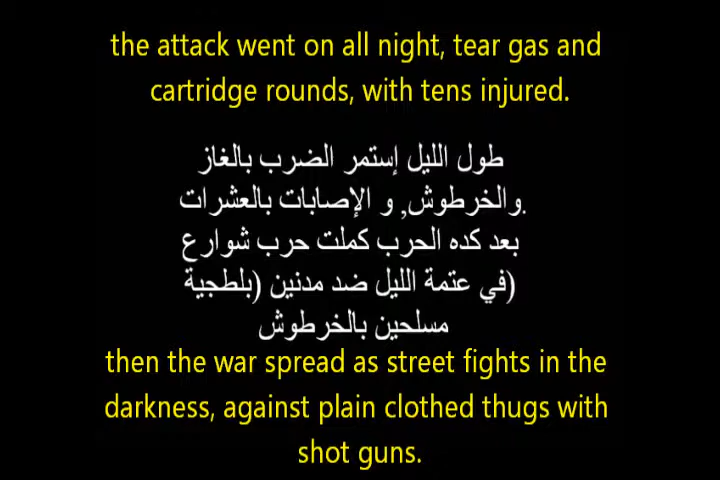 the attack went on all night, tear gas and
cartridge rounds, with tens injured.
طول الليل إستمر الضرب بالغاز
والخرطوش, و الإصابات بالعشرات.
بعد كده الحرب كملت حرب شوارع
(في عتمة الليل ضد مدنين (بلطجية
مسلحين بالخرطوش
then the war spread as street fights in the
darkness, against plain clothed thugs with
shot guns.